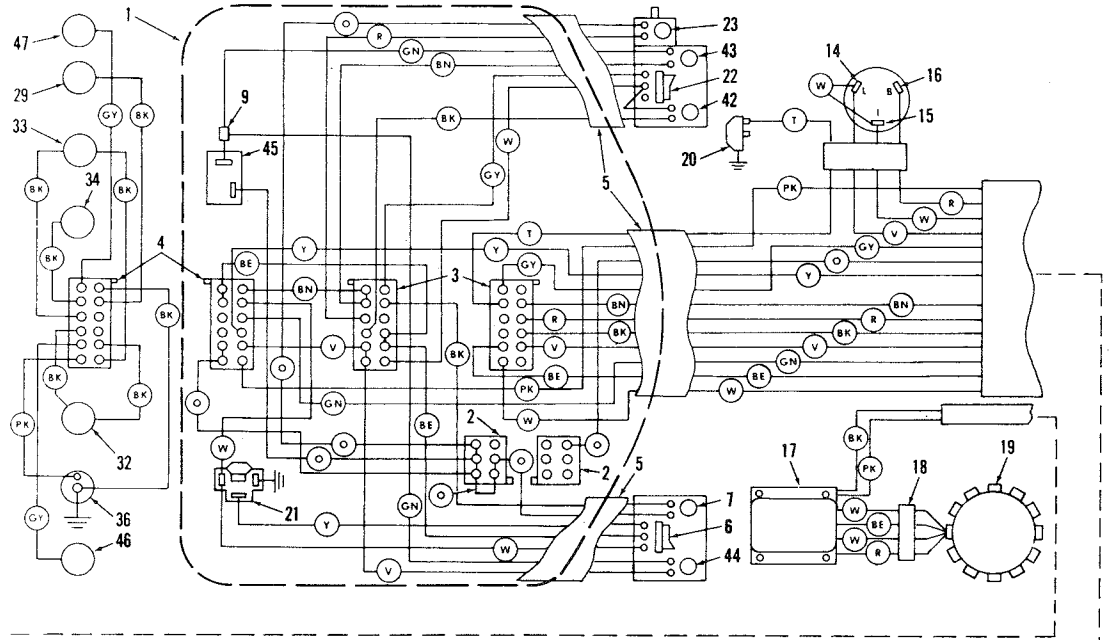 47
1
O
R
GN
BN
23
43
22
42
14
16
W
L
B
I
15
20
T
29
9
GY
BK
BK
W
45
33
5
GY
34
BK
BK
PK
R
W
V
T
GY
O
Y
BK
4
Y
BE
Y
GY
3
BN
BK
BN
R
BK
V
BN
R
BK
V
GN
BE
W
V
O
BK
BE
PK
BK
BK
O
GN
O
W
PK
BE
2
O
2
O
O
32
W
5
BK
17
PK
18
19
O
36
21
GN
7
6
44
W
BE
W
R
GY
Y
W
V
46